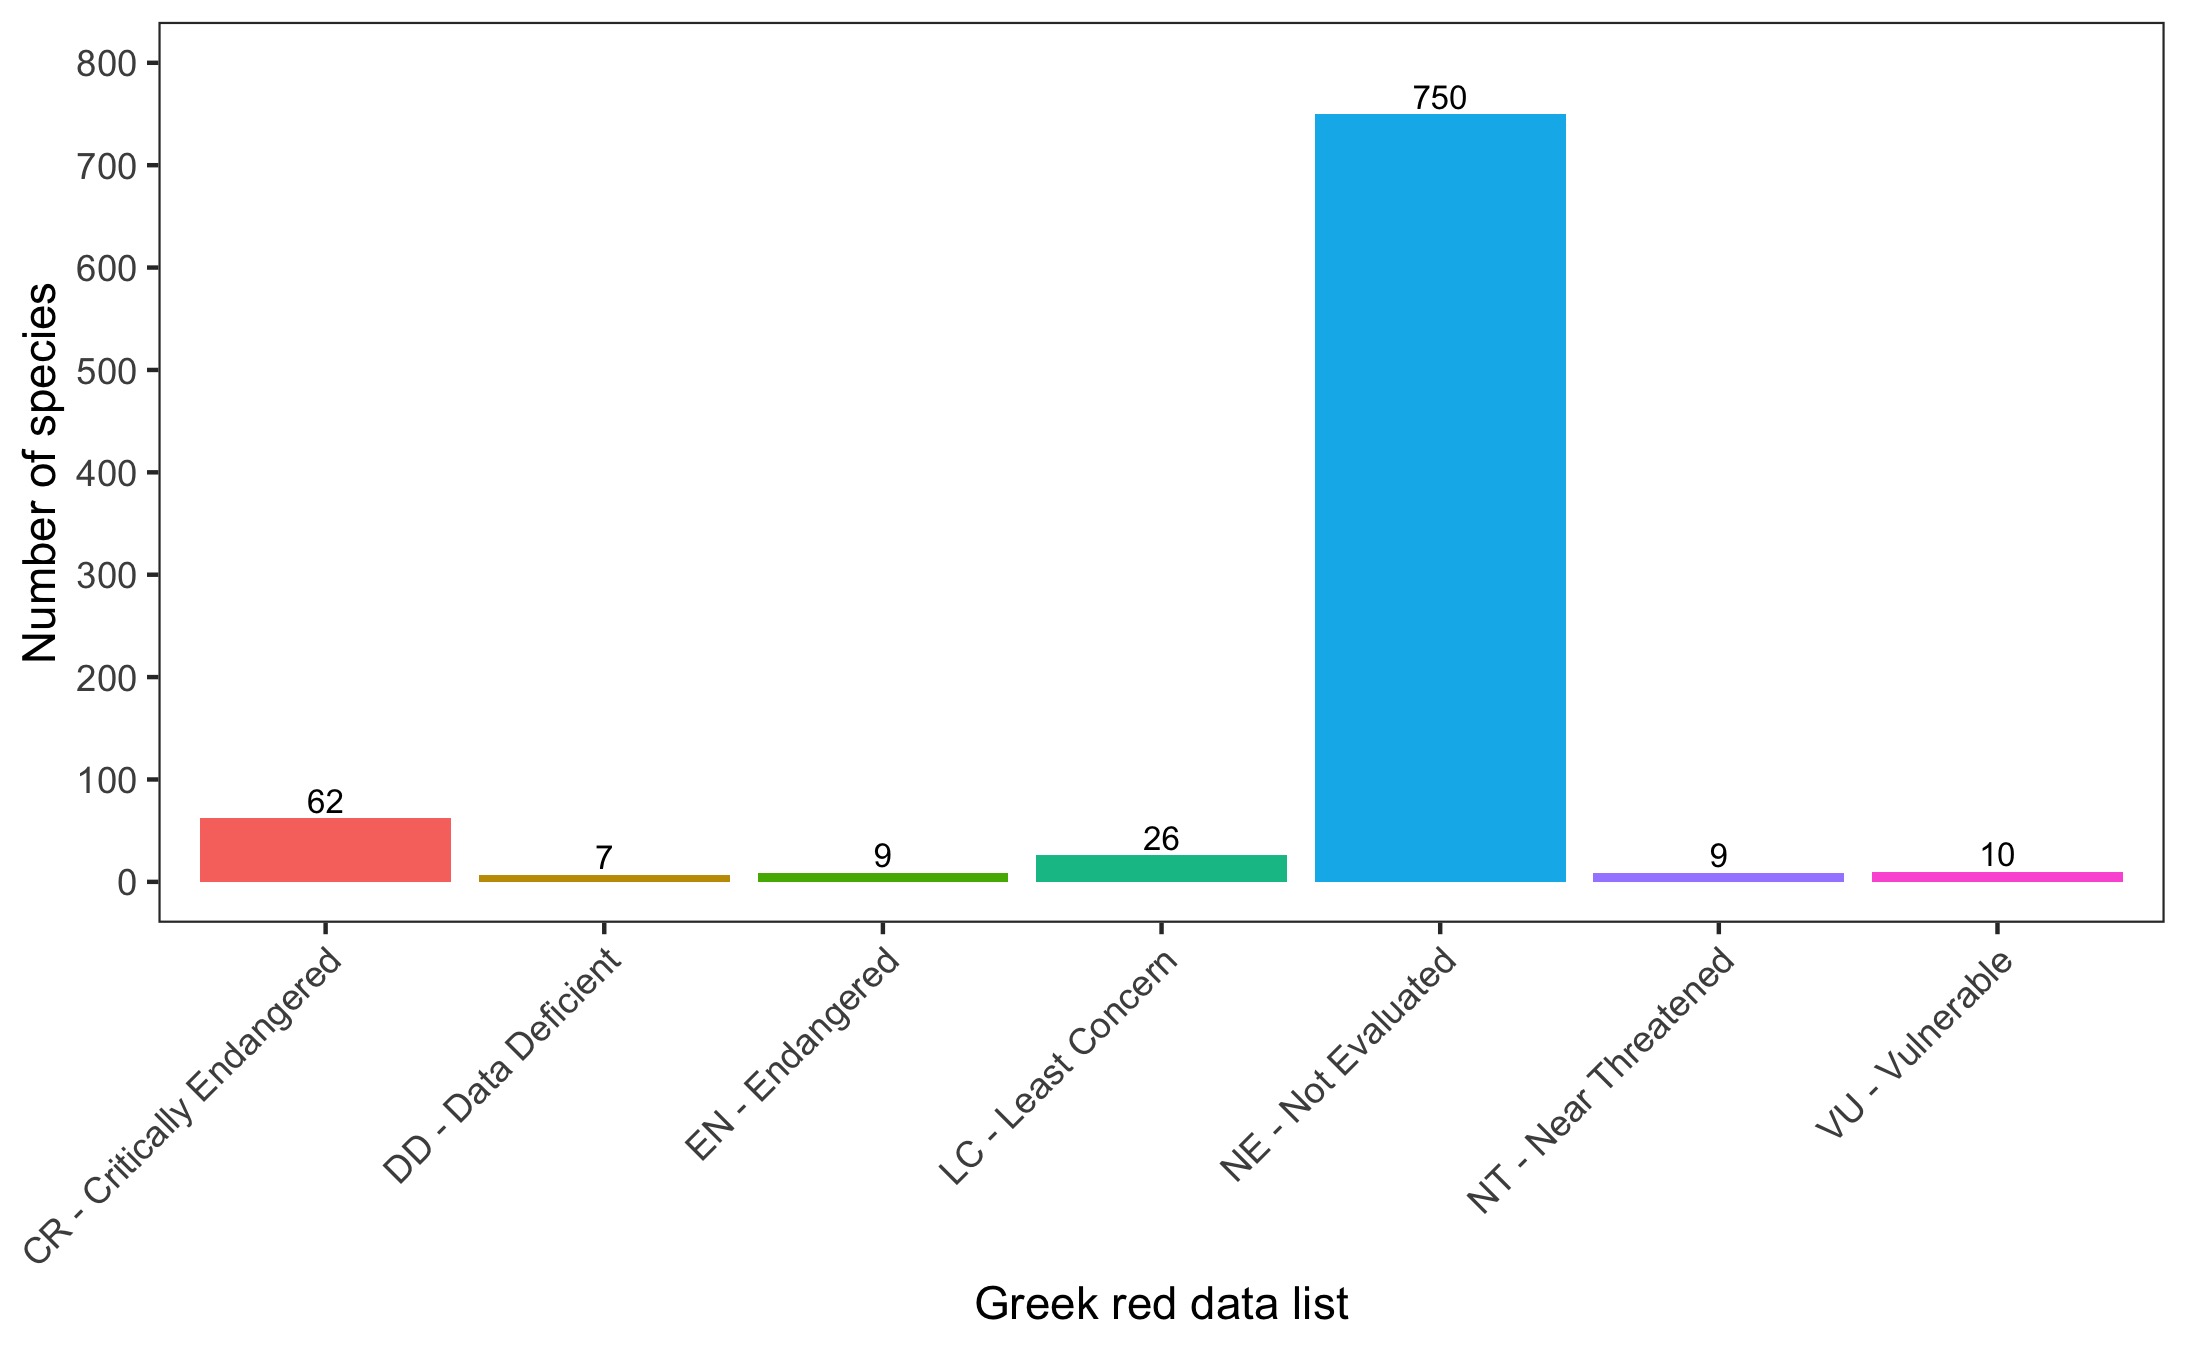 Number of species
800
700
600
500
400
300
200
100
0
62
7
9
26
750
9
10
CR - Critically Endangered
DD - Data Deficient
EN - Endangered
LC - Least Concern
NE - Not Evaluated
NT - Near Threatened
VU - Vulnerable
Greek red data list